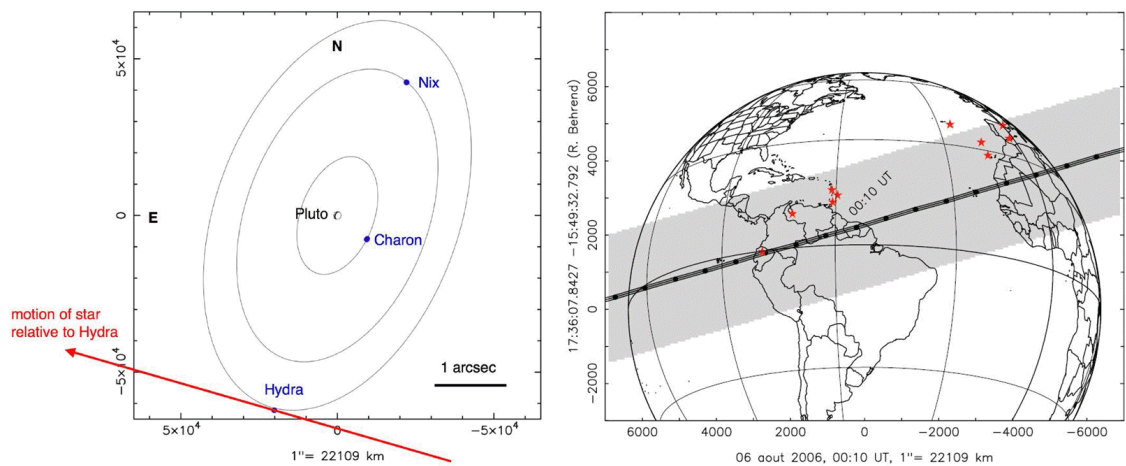 N
Nix
Pluto
Charon
E
motion of star
relative to Hydra
1 arcsec
Hydra
5×10⁴
0
−5×10⁴
5×10⁴
0
−5×10⁴
1"= 22109 km
17:36:07.8427 −15:49:32.792 (R. Behrend)
6000
4000
2000
0
−2000
00:10 UT
6000
4000
2000
0
−2000
−4000
−6000
06 aout 2006, 00:10 UT, 1"= 22109 km